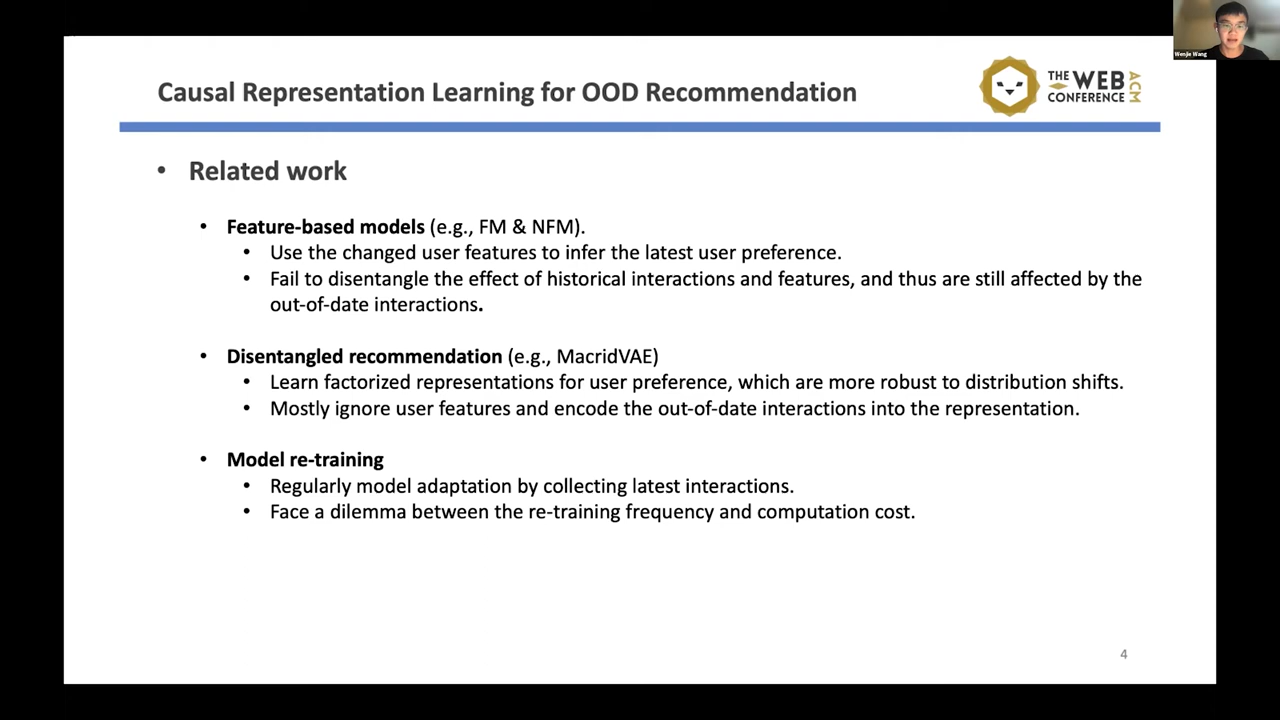 Causal Representation Learning for OOD Recommendation
THE WEB CONFERENCE ACM
Wenjie Wang
• Related work
• Feature-based models (e.g., FM & NFM).
• Use the changed user features to infer the latest user preference.
• Fail to disentangle the effect of historical interactions and features, and thus are still affected by the
out-of-date interactions.
• Disentangled recommendation (e.g., MacridVAE)
• Learn factorized representations for user preference, which are more robust to distribution shifts.
• Mostly ignore user features and encode the out-of-date interactions into the representation.
• Model re-training
• Regularly model adaptation by collecting latest interactions.
• Face a dilemma between the re-training frequency and computation cost.
4